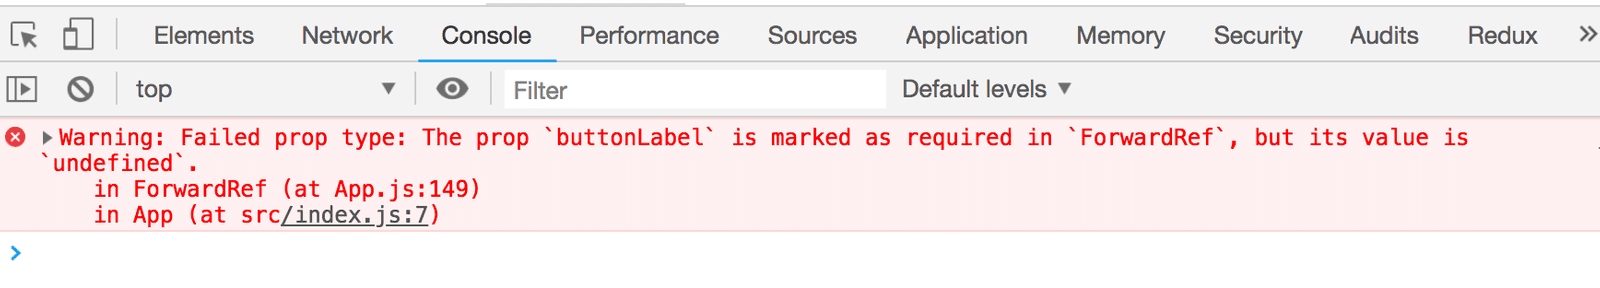 Elements Network Console Performance Sources Application Memory Security Audits Redux »
top Filter Default levels
Warning: Failed prop type: The prop `buttonLabel` is marked as required in `ForwardRef`, but its value is
`undefined`.
in ForwardRef (at App.js:149)
in App (at src/index.js:7)